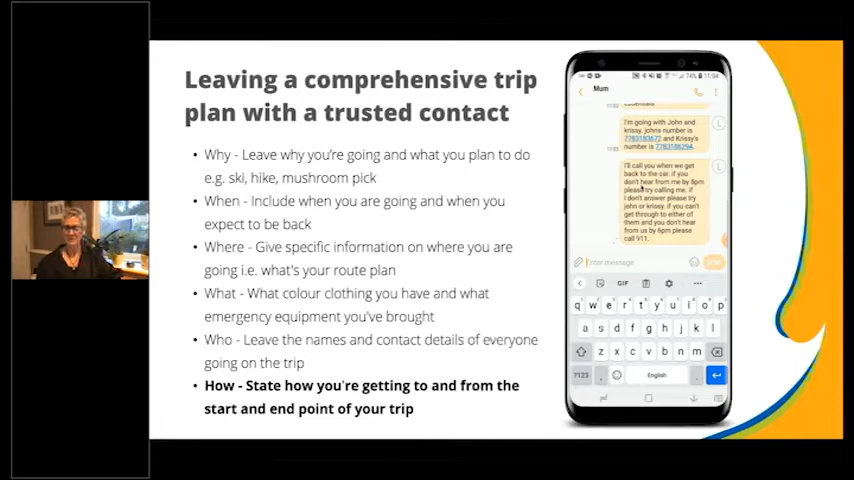 Leaving a comprehensive trip
plan with a trusted contact
• Why - Leave why you're going and what you plan to do
e.g. ski, hike, mushroom pick
• When - Include when you are going and when you
expect to be back
• Where - Give specific information on where you are
going i.e. what's your route plan
• What - What colour clothing you have and what
emergency equipment you've brought
• Who - Leave the names and contact details of everyone
going on the trip
• How - State how you're getting to and from the
start and end point of your trip
74% 11:04
Mum
I'm going with John and
krissy. johns number is
7783183672 and Krissy's
number is 7783186294.
L
I'll call you when we get
back to the car. if you
don't hear from me by 5pm
please try calling me. if
I don't answer please try
john or krissy. if you can't
get through to either of
them and you don't hear
from us by 6pm please
call 911.
L
Enter message
GIF
q w e r t y u i o p
a s d f g h j k l
z x c v b n m
?123 , English .